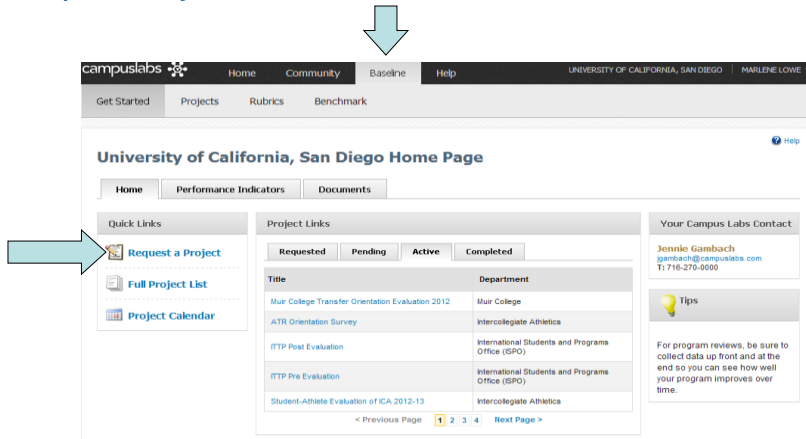 campuslabs
Home Community Baseline Help
UNIVERSITY OF CALIFORNIA, SAN DIEGO MARLENE LOWE
Get Started Projects Rubrics Benchmark
Help
University of California, San Diego Home Page
Home Performance Indicators Documents
Quick Links
Request a Project
Full Project List
Project Calendar
Project Links
Requested Pending Active Completed
Title Department
Muir College Transfer Orientation Evaluation 2012 Muir College
ATR Orientation Survey Intercollegiate Athletics
ITTP Post Evaluation International Students and Programs
Office (ISPO)
ITTP Pre Evaluation International Students and Programs
Office (ISPO)
Student-Athlete Evaluation of ICA 2012-13 Intercollegiate Athletics
< Previous Page 1 2 3 4 Next Page >
Your Campus Labs Contact
Jennie Gambach
jgambach@campuslabs.com
T: 716-270-0000
Tips
For program reviews, be sure to
collect data up front and at the
end so you can see how well
your program improves over
time.